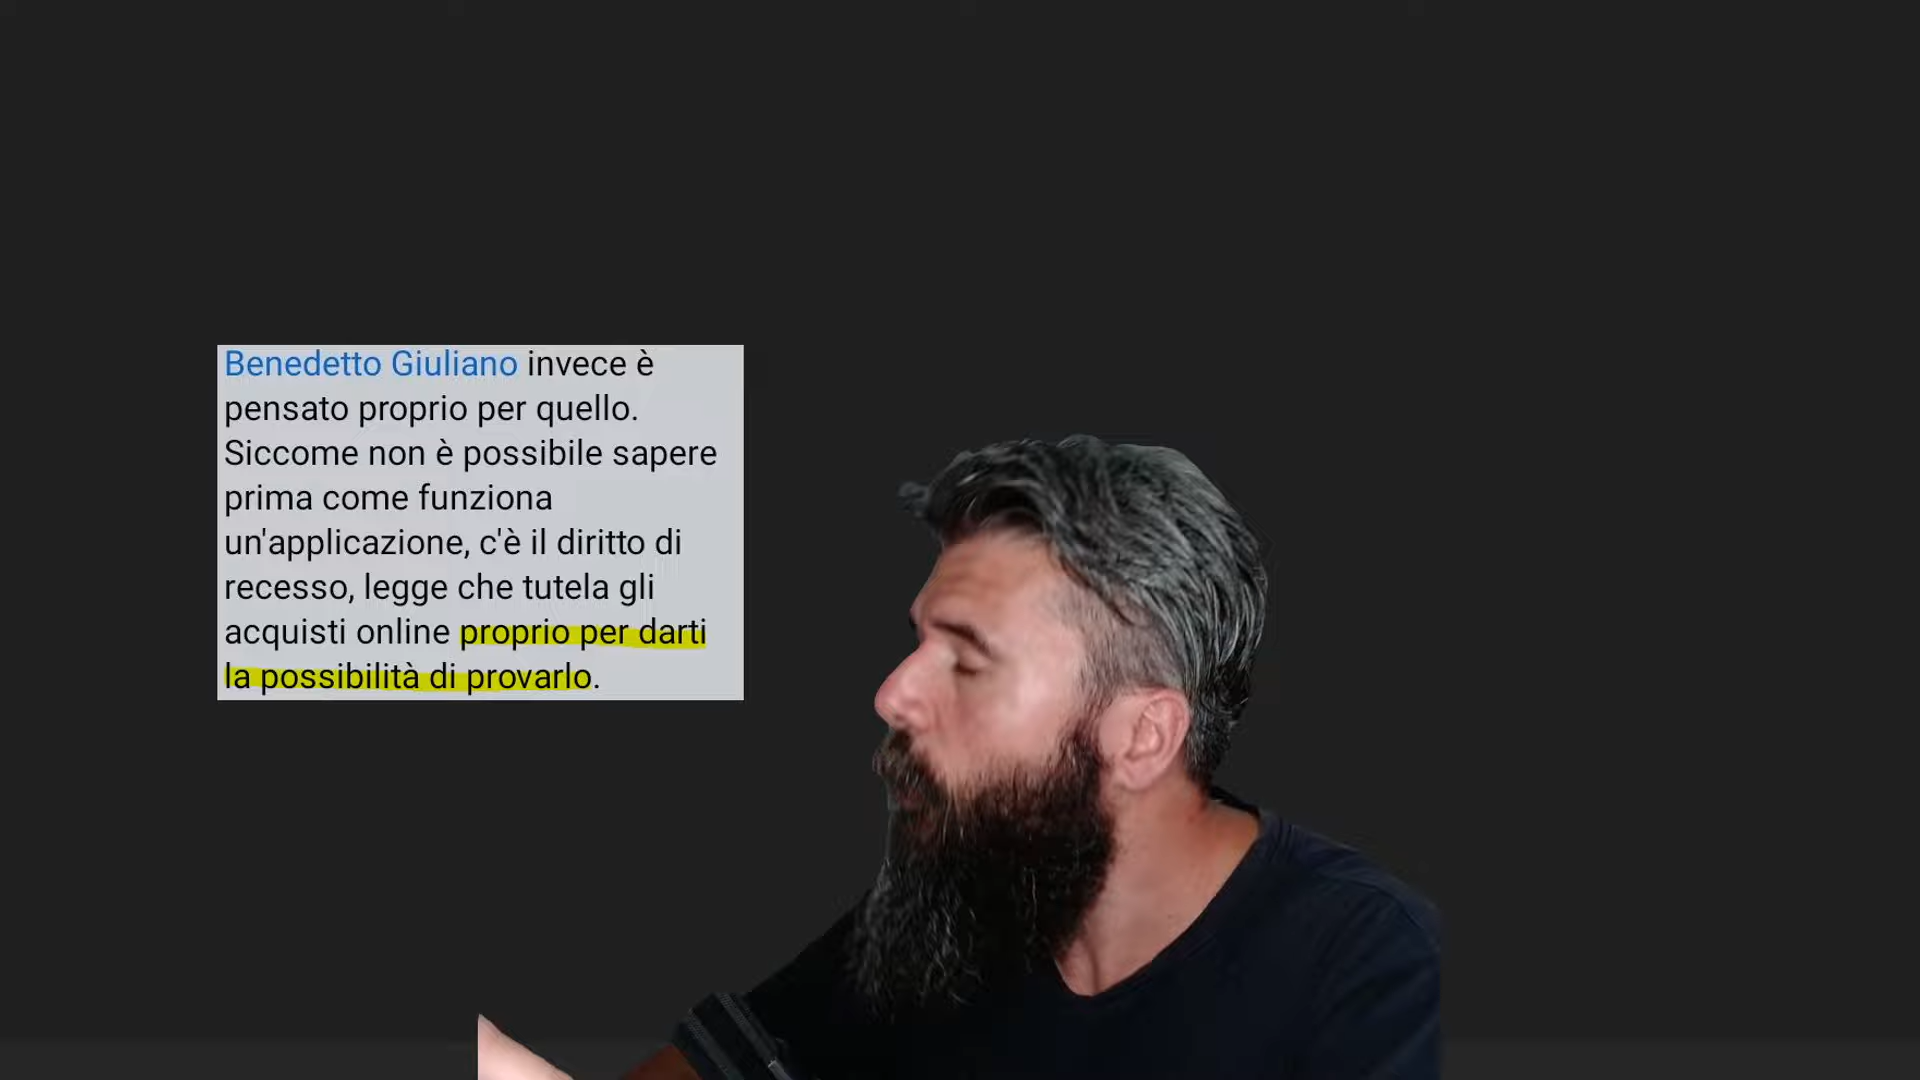 Benedetto Giuliano invece è
pensato proprio per quello.
Siccome non è possibile sapere
prima come funziona
un'applicazione, c'è il diritto di
recesso, legge che tutela gli
acquisti online proprio per darti
la possibilità di provarlo.